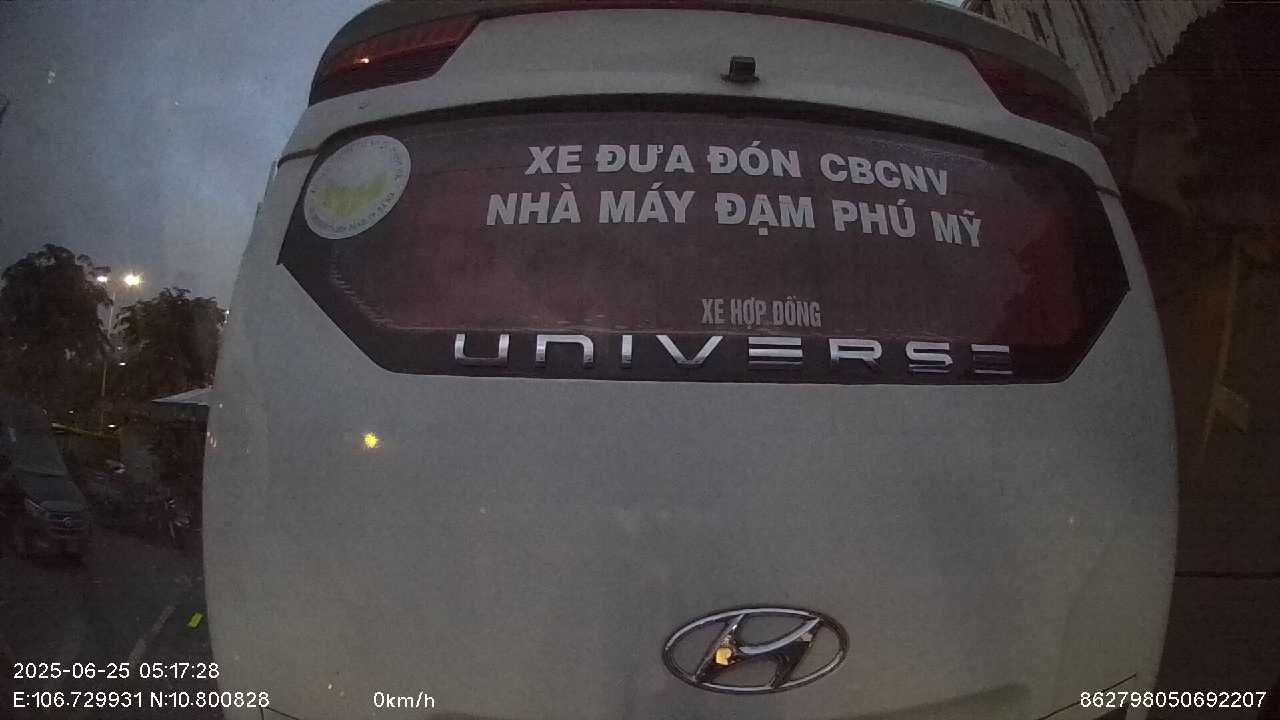 XE ĐƯA ĐÓN CBCNV
NHÀ MÁY ĐẠM PHÚ MỸ
XE HỢP ĐỒNG
UNIVERSE
2025-06-25 05:17:28
E:106.729931 N:10.800828
0km/h
862798050692207